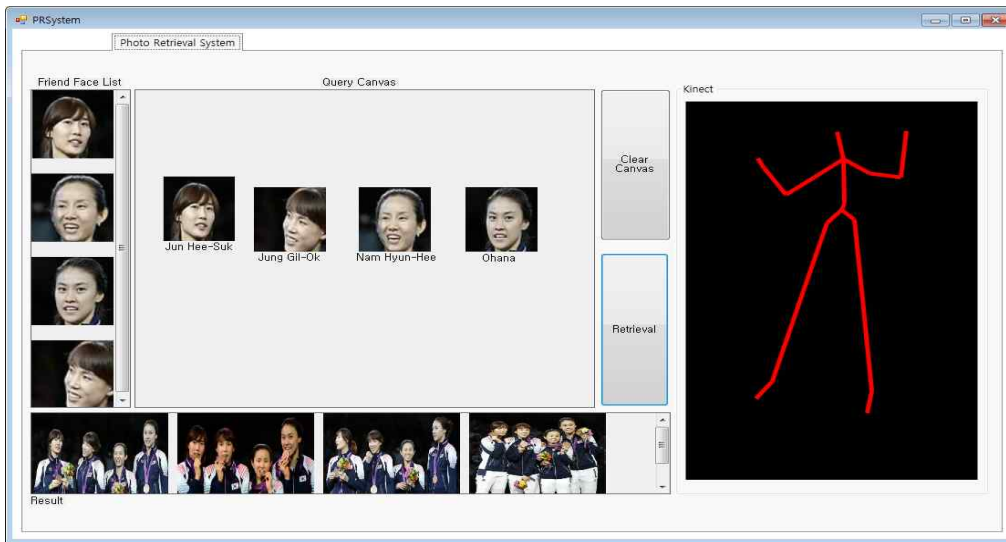 PRSystem
Photo Retrieval System
Friend Face List
Query Canvas
Kinect
Clear
Canvas
Jun Hee-Suk
Jung Gil-Ok
Nam Hyun-Hee
Ohana
Retrieval
Result